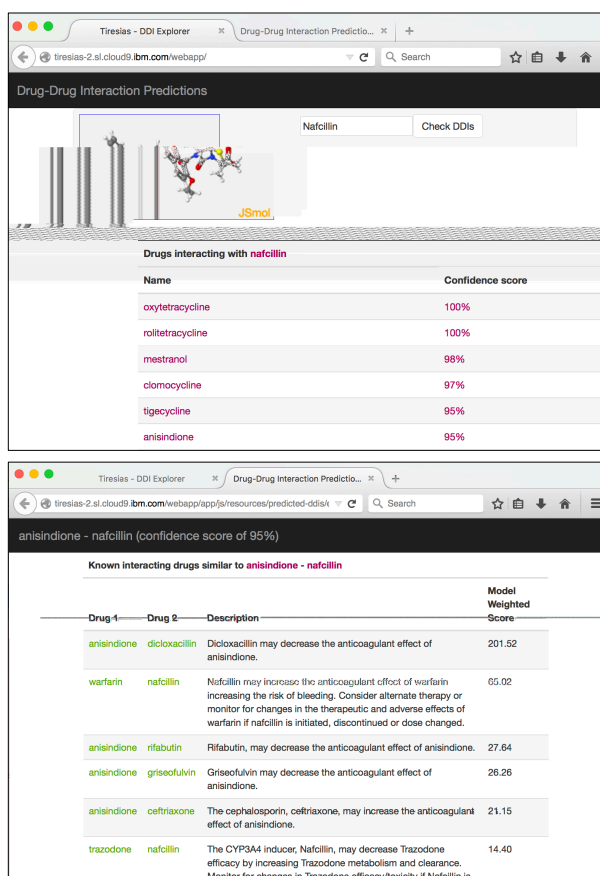 Tiresias - DDI Explorer × Drug-Drug Interaction Predictio... × +
tiresias-2.sl.cloud9.ibm.com/webapp/ Search
Drug-Drug Interaction Predictions
Nafcillin Check DDIs
JSmol
Drugs interacting with nafcillin
Name Confidence score
oxytetracycline 100%
rolitetracycline 100%
mestranol 98%
clomocycline 97%
tigecycline 95%
anisindione 95%
Tiresias - DDI Explorer × Drug-Drug Interaction Predictio... × +
tiresias-2.sl.cloud9.ibm.com/webapp/app/js/resources/predicted-ddis/ Search
anisindione - nafcillin (confidence score of 95%)
Known interacting drugs similar to anisindione - nafcillin
Model
Weighted
Drug 1 Drug 2 Description Score
anisindione dicloxacillin Dicloxacillin may decrease the anticoagulant effect of 201.52
anisindione.
warfarin nafcillin Nafcillin may increase the anticoagulant effect of warfarin 65.02
increasing the risk of bleeding. Consider alternate therapy or
monitor for changes in the therapeutic and adverse effects of
warfarin if nafcillin is initiated, discontinued or dose changed.
anisindione rifabutin Rifabutin, may decrease the anticoagulant effect of anisindione. 27.64
anisindione griseofulvin Griseofulvin may decrease the anticoagulant effect of 26.26
anisindione.
anisindione ceftriaxone The cephalosporin, ceftriaxone, may increase the anticoagulant 21.15
effect of anisindione.
trazodone nafcillin The CYP3A4 inducer, Nafcillin, may decrease Trazodone 14.40
efficacy by increasing Trazodone metabolism and clearance.
Monitor for changes in Trazodone efficacy/toxicity if Nafcillin is